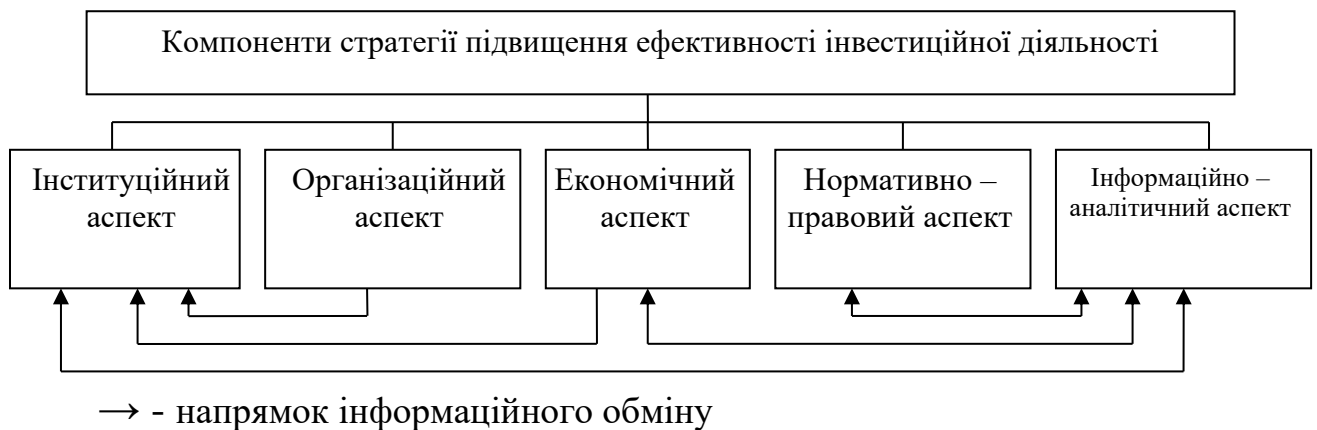 Компоненти стратегії підвищення ефективності інвестиційної діяльності
Інституційний
аспект
Організаційний
аспект
Економічний
аспект
Нормативно –
правовий аспект
Інформаційно –
аналітичний аспект
→ - напрямок інформаційного обміну